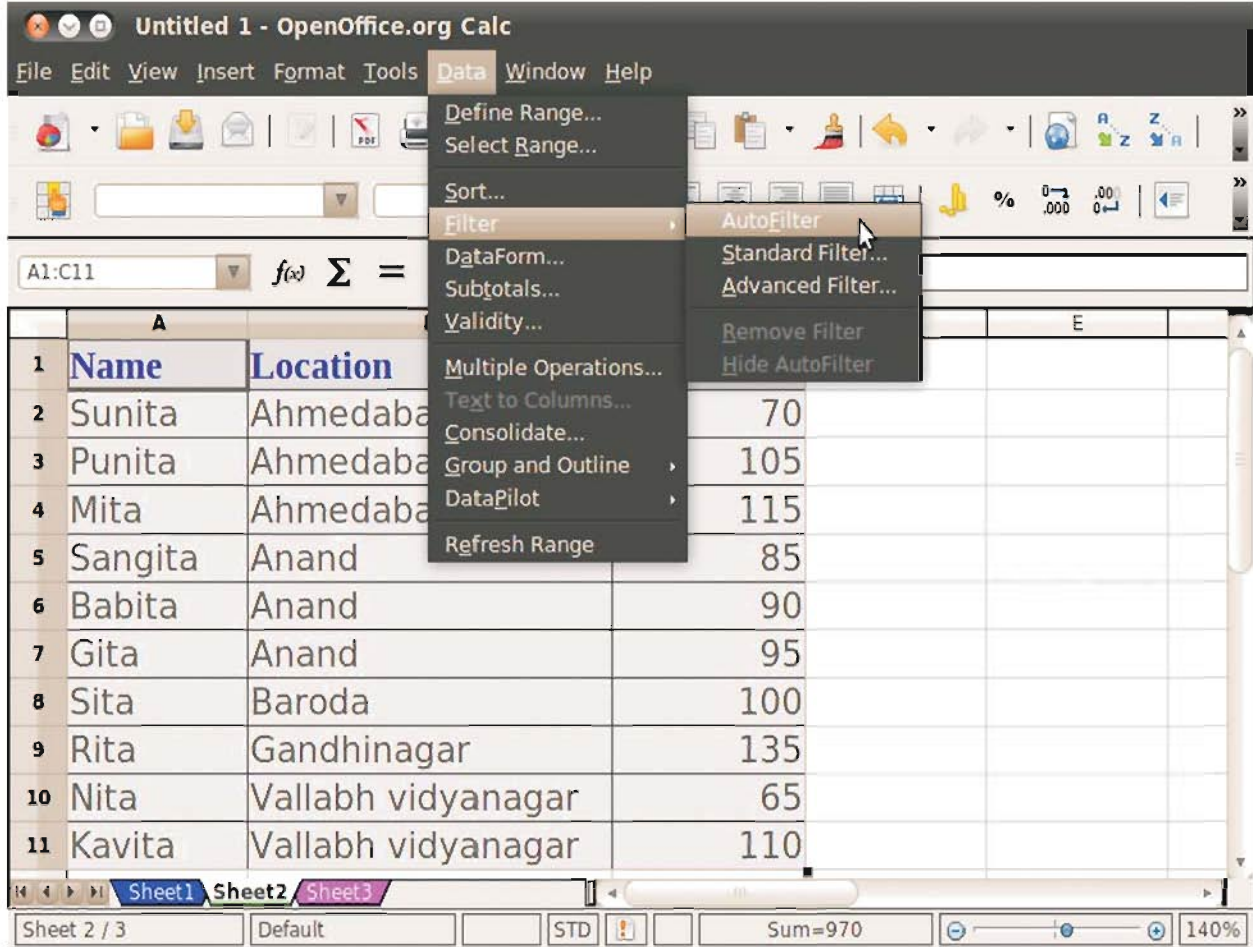 Untitled 1 - OpenOffice.org Calc
File Edit View Insert Format Tools Data Window Help
Define Range...
Select Range...
Sort...
Filter
DataForm...
Subtotals...
Validity...
Multiple Operations...
Text to Columns...
Consolidate...
Group and Outline
DataPilot
Refresh Range
AutoFilter
Standard Filter...
Advanced Filter...
Remove Filter
Hide AutoFilter
PDF
A Z Z A
% 0 .000 .000 0
A1:C11 f(x) Σ =
A E
1 Name Location
2 Sunita Ahmedaba 70
3 Punita Ahmedaba 105
4 Mita Ahmedaba 115
5 Sangita Anand 85
6 Babita Anand 90
7 Gita Anand 95
8 Sita Baroda 100
9 Rita Gandhinagar 135
10 Nita Vallabh vidyanagar 65
11 Kavita Vallabh vidyanagar 110
Sheet1 Sheet2 Sheet3
Sheet 2 / 3 Default STD Sum=970 140%